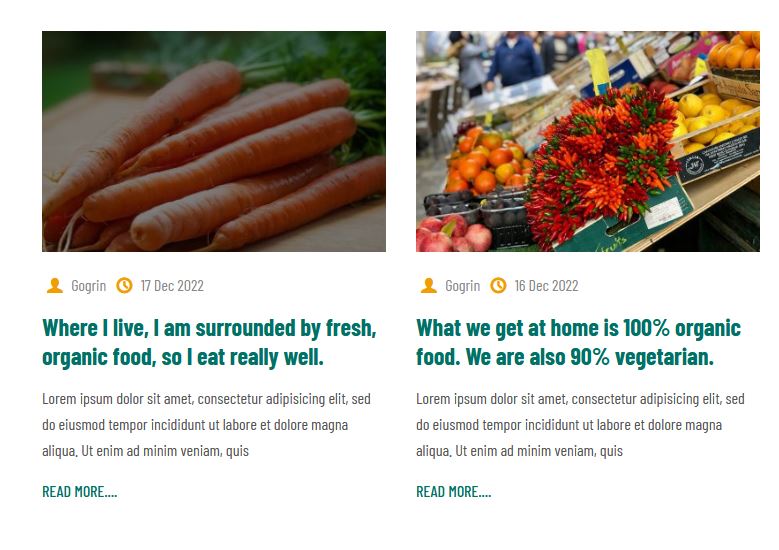 Gogrin 17 Dec 2022
Where I live, I am surrounded by fresh,
organic food, so I eat really well.
Lorem ipsum dolor sit amet, consectetur adipisicing elit, sed
do eiusmod tempor incididunt ut labore et dolore magna
aliqua. Ut enim ad minim veniam, quis
READ MORE....
Gogrin 16 Dec 2022
What we get at home is 100% organic
food. We are also 90% vegetarian.
Lorem ipsum dolor sit amet, consectetur adipisicing elit, sed
do eiusmod tempor incididunt ut labore et dolore magna
aliqua. Ut enim ad minim veniam, quis
READ MORE....